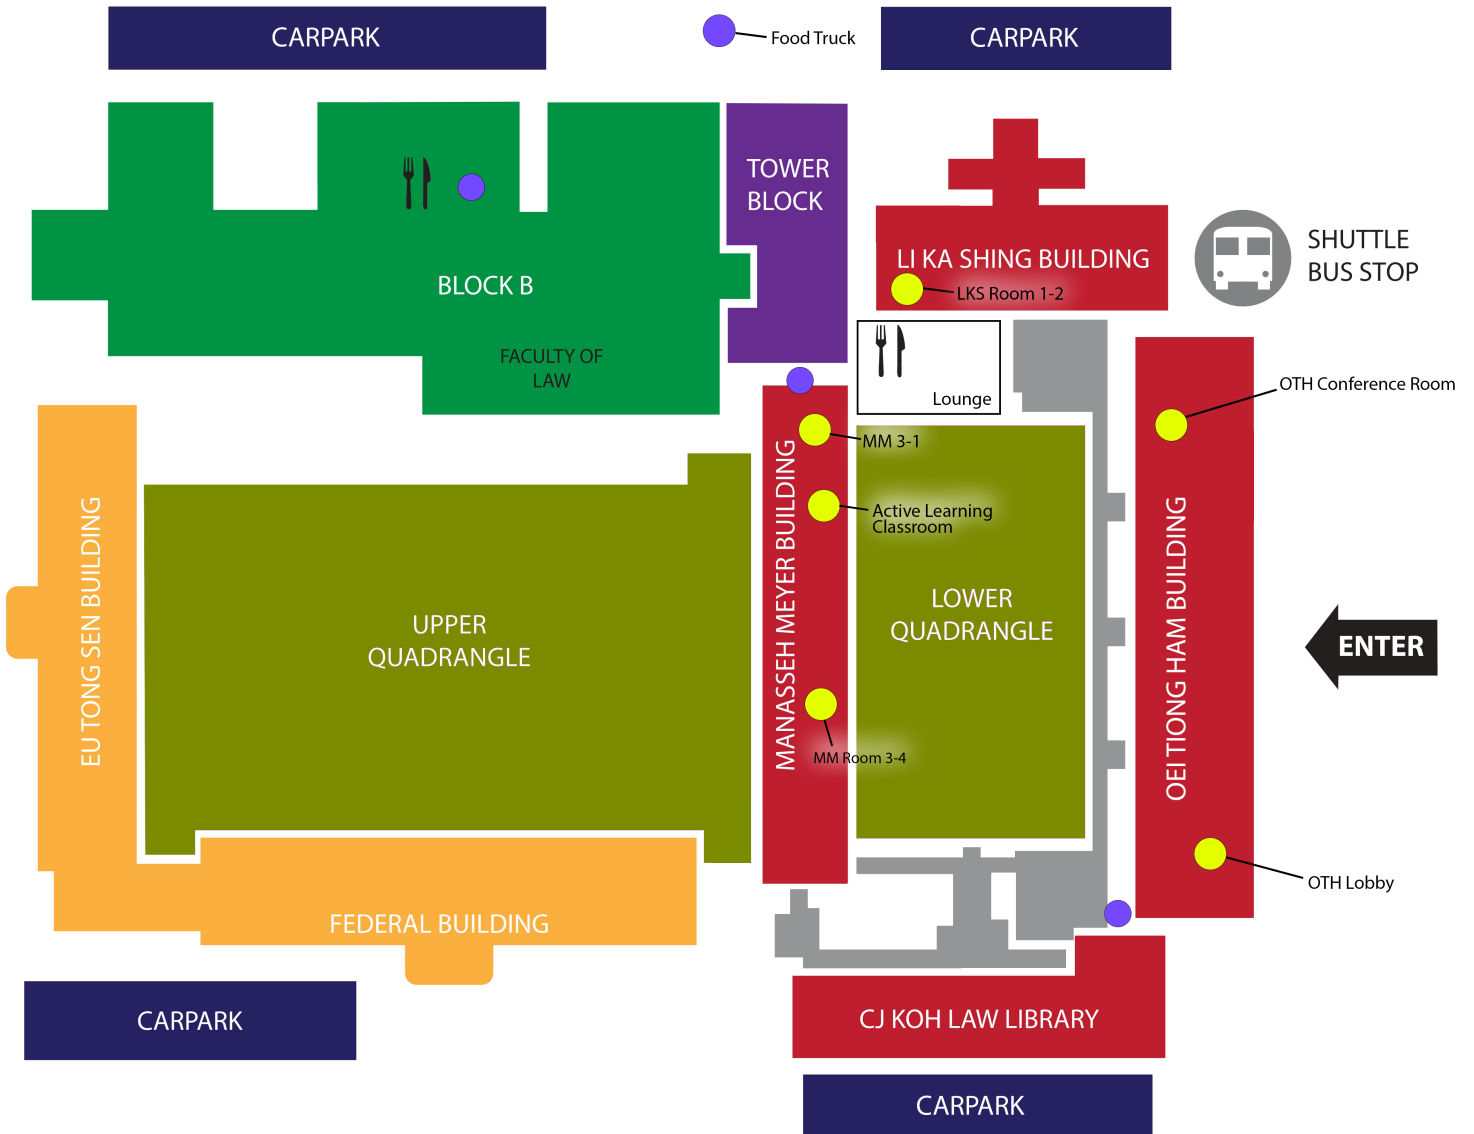 CARPARK
Food Truck
CARPARK
TOWER
BLOCK
BLOCK B
FACULTY OF
LAW
LI KA SHING BUILDING
LKS Room 1-2
SHUTTLE
BUS STOP
Lounge
OTH Conference Room
MM 3-1
Active Learning
Classroom
EU TONG SEN BUILDING
UPPER
QUADRANGLE
MANASSEH MEYER BUILDING
LOWER
QUADRANGLE
OEI TIONG HAM BUILDING
ENTER
MM Room 3-4
OTH Lobby
FEDERAL BUILDING
CARPARK
CJ KOH LAW LIBRARY
CARPARK